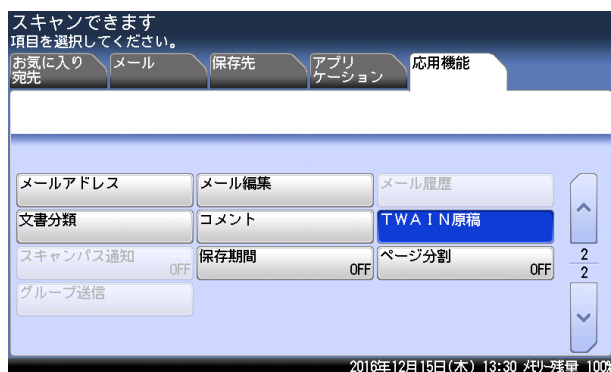 スキャンできます
項目を選択してください。
お気に入り
宛先
メール
保存先
アプリ
ケーション
応用機能
メールアドレス
メール編集
メール履歴
文書分類
コメント
TWAIN原稿
スキャンパス通知
OFF
保存期間
OFF
ページ分割
OFF
グループ送信
2
2
2016年12月15日(木) 13:30 メモリー残量 100%